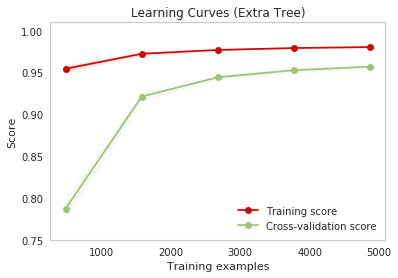 Learning Curves (Extra Tree)
1.00
0.95
0.90
0.85
0.80
0.75
Score
Training score
Cross-validation score
1000 2000 3000 4000 5000
Training examples